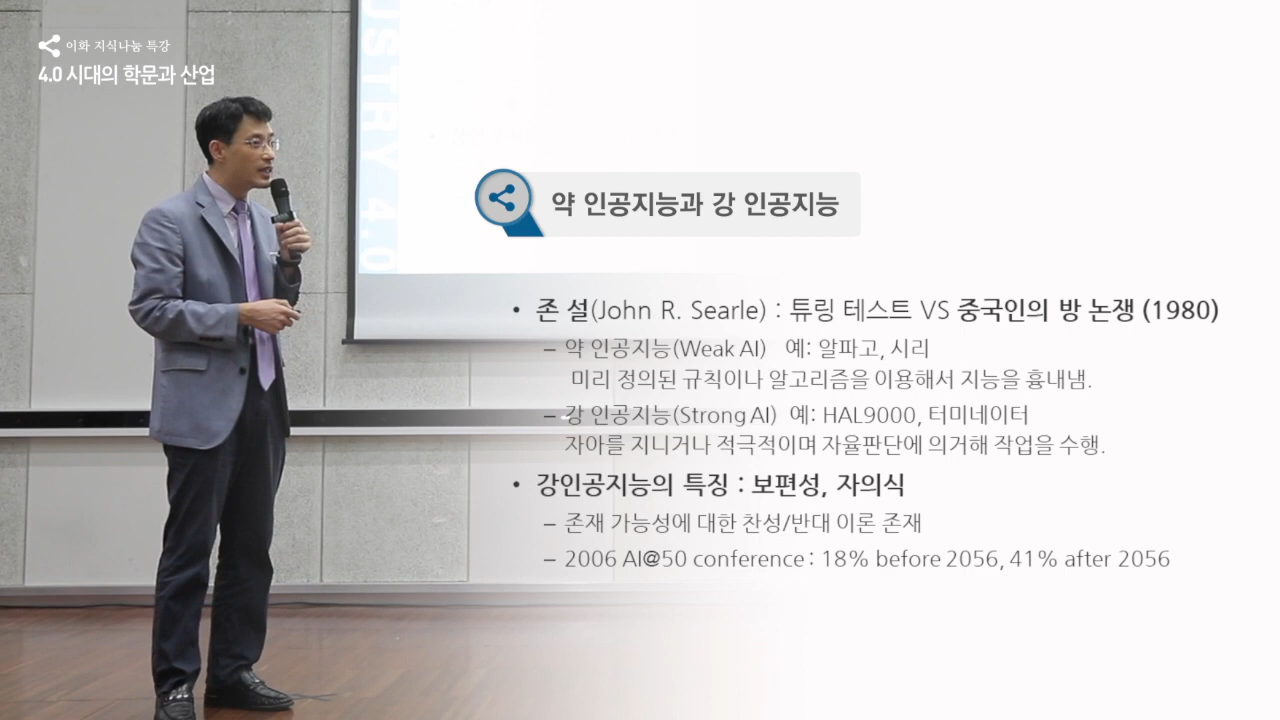 이화 지식나눔 특강
4.0 시대의 학문과 산업
USTRY 4.0
약 인공지능과 강 인공지능
• 존 설(John R. Searle) : 튜링 테스트 VS 중국인의 방 논쟁 (1980)
– 약 인공지능(Weak AI) 예: 알파고, 시리
미리 정의된 규칙이나 알고리즘을 이용해서 지능을 흉내냄.
– 강 인공지능(Strong AI) 예: HAL9000, 터미네이터
자아를 지니거나 적극적이며 자율판단에 의거해 작업을 수행.
• 강인공지능의 특징 : 보편성, 자의식
– 존재 가능성에 대한 찬성/반대 이론 존재
– 2006 AI@50 conference : 18% before 2056, 41% after 2056